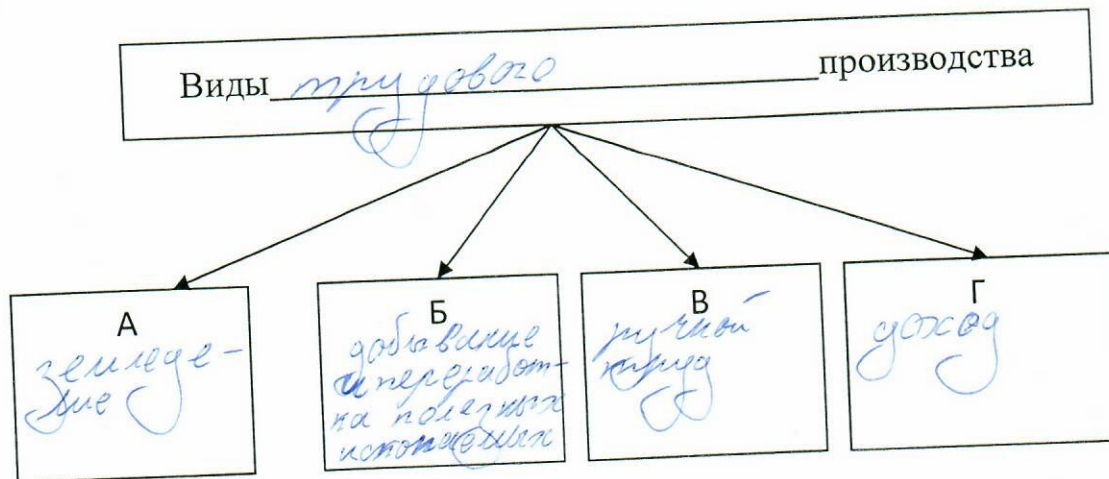 Виды трудового производства
А
земледе-
лие
Б
добывание
и переработ-
ка полезных
ископаемых
В
ручной
труд
Г
доход